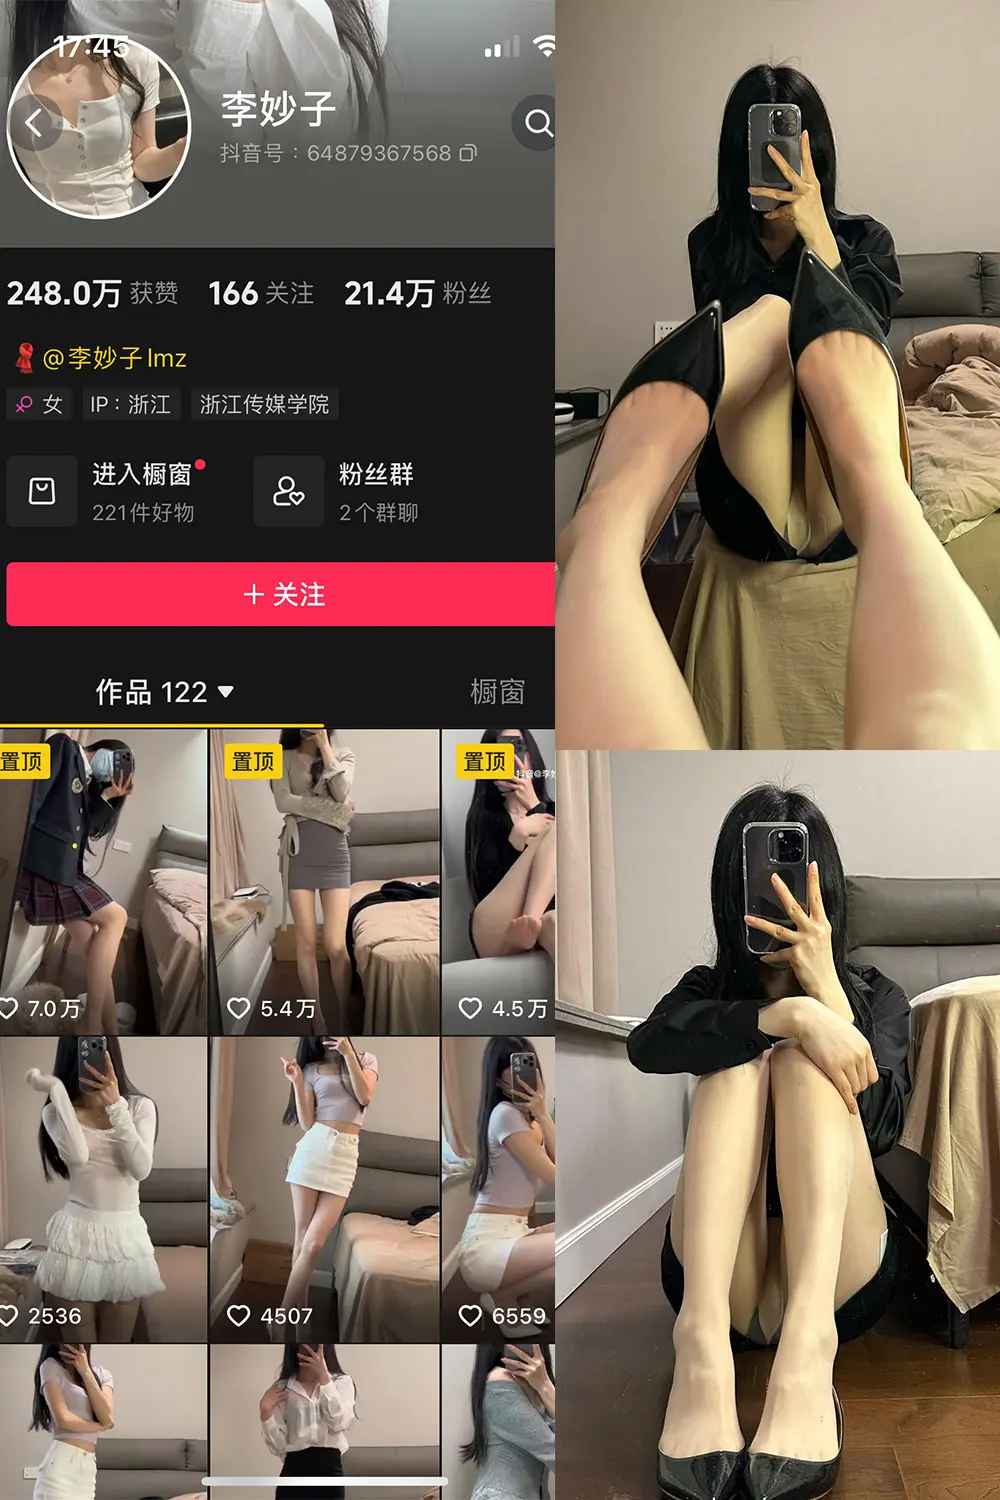 17:45
李妙子
抖音号：64879367568
248.0万 获赞 166 关注 21.4万 粉丝
@李妙子lmz
女 IP：浙江 浙江传媒学院
进入橱窗 粉丝群
221件好物 2个群聊
+ 关注
作品 122 橱窗
置顶 置顶 置顶
7.0万 5.4万 4.5万
2536 4507 6559